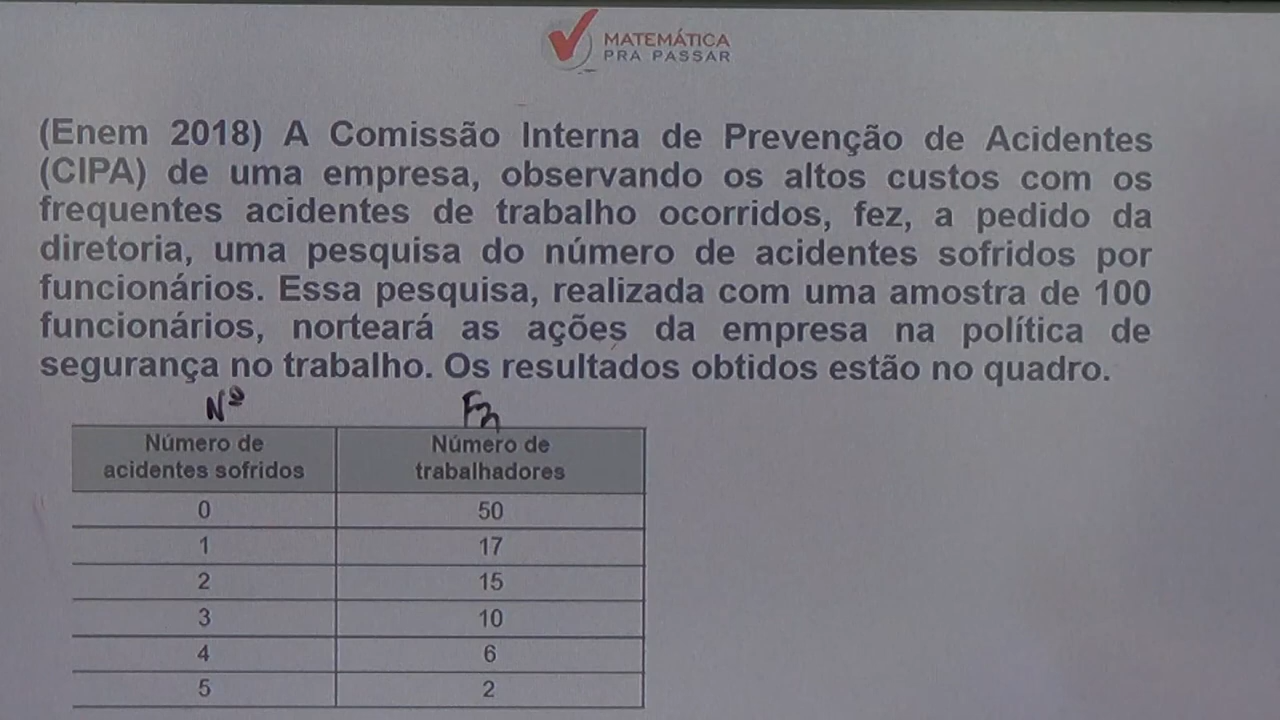 MATEMÁTICA
PRA PASSAR
(Enem 2018) A Comissão Interna de Prevenção de Acidentes
(CIPA) de uma empresa, observando os altos custos com os
frequentes acidentes de trabalho ocorridos, fez, a pedido da
diretoria, uma pesquisa do número de acidentes sofridos por
funcionários. Essa pesquisa, realizada com uma amostra de 100
funcionários, norteará as ações da empresa na política de
segurança no trabalho. Os resultados obtidos estão no quadro.
Nº
Número de acidentes sofridos Número de trabalhadores
0 50
1 17
2 15
3 10
4 6
5 2